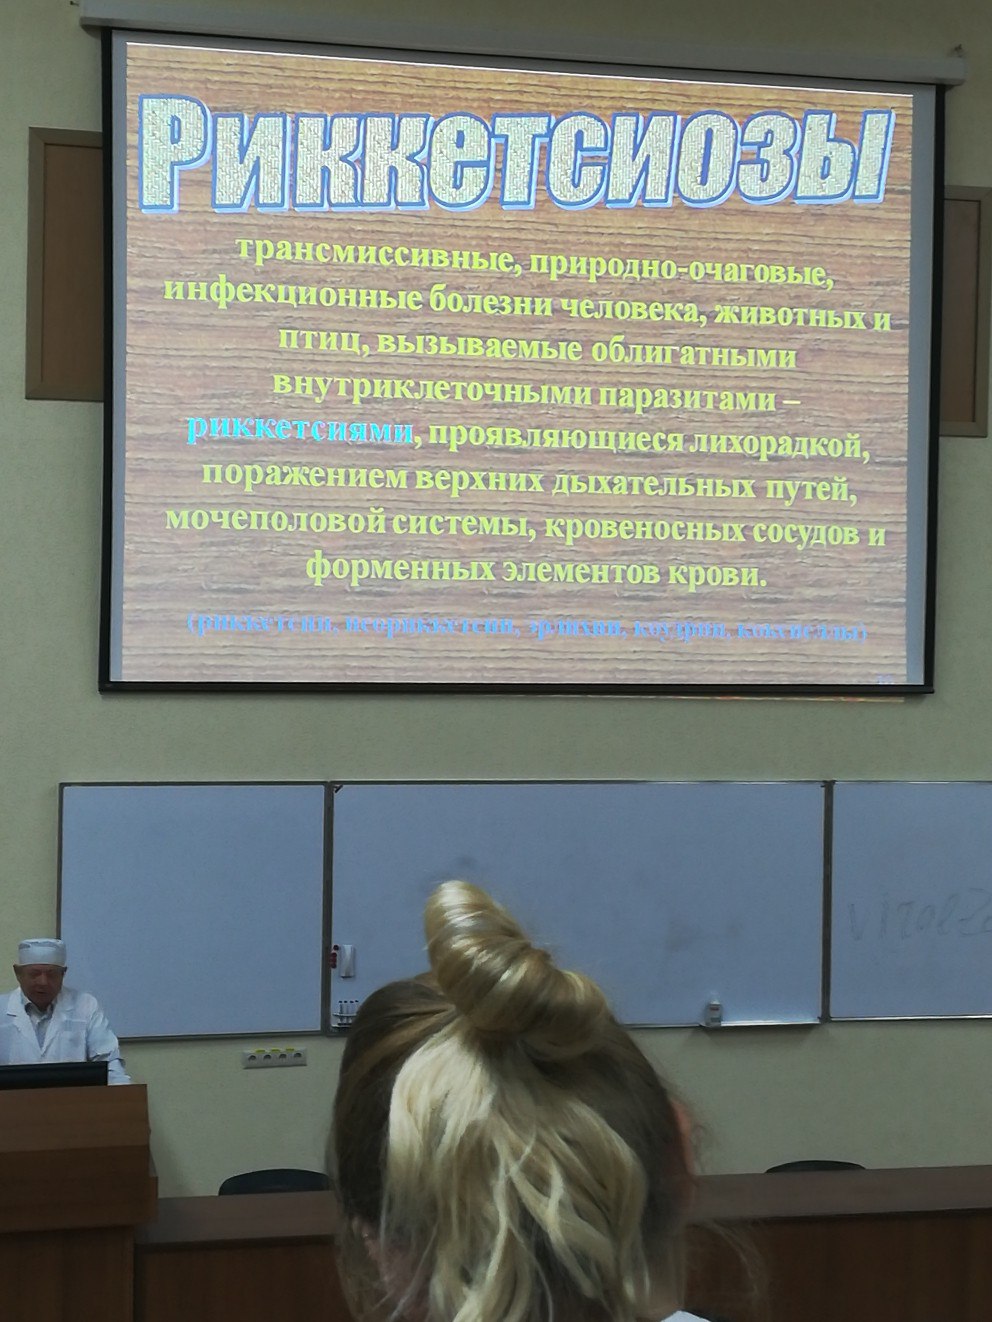 Риккетсиозы
трансмиссивные, природно-очаговые,
инфекционные болезни человека, животных и
птиц, вызываемые облигатными
внутриклеточными паразитами –
риккетсиями, проявляющиеся лихорадкой,
поражением верхних дыхательных путей,
мочеполовой системы, кровеносных сосудов и
форменных элементов крови.
(риккетсии, неориккетсии, эрлихии, коудрии, коксиеллы)